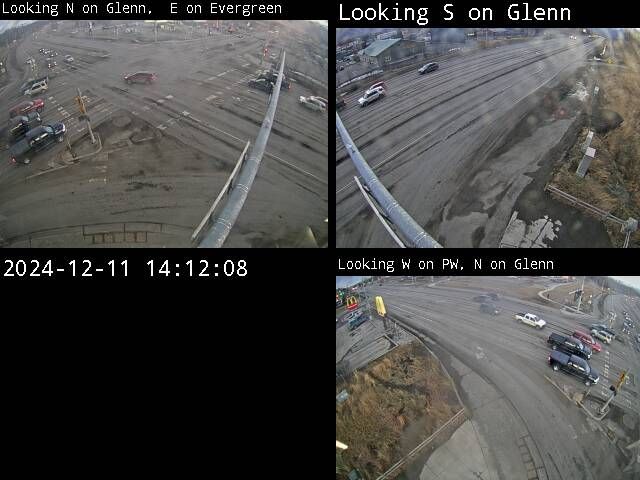 Looking N on Glenn,  E on Evergreen
Looking S on Glenn
2024-12-11 14:12:08
Looking W on PW, N on Glenn